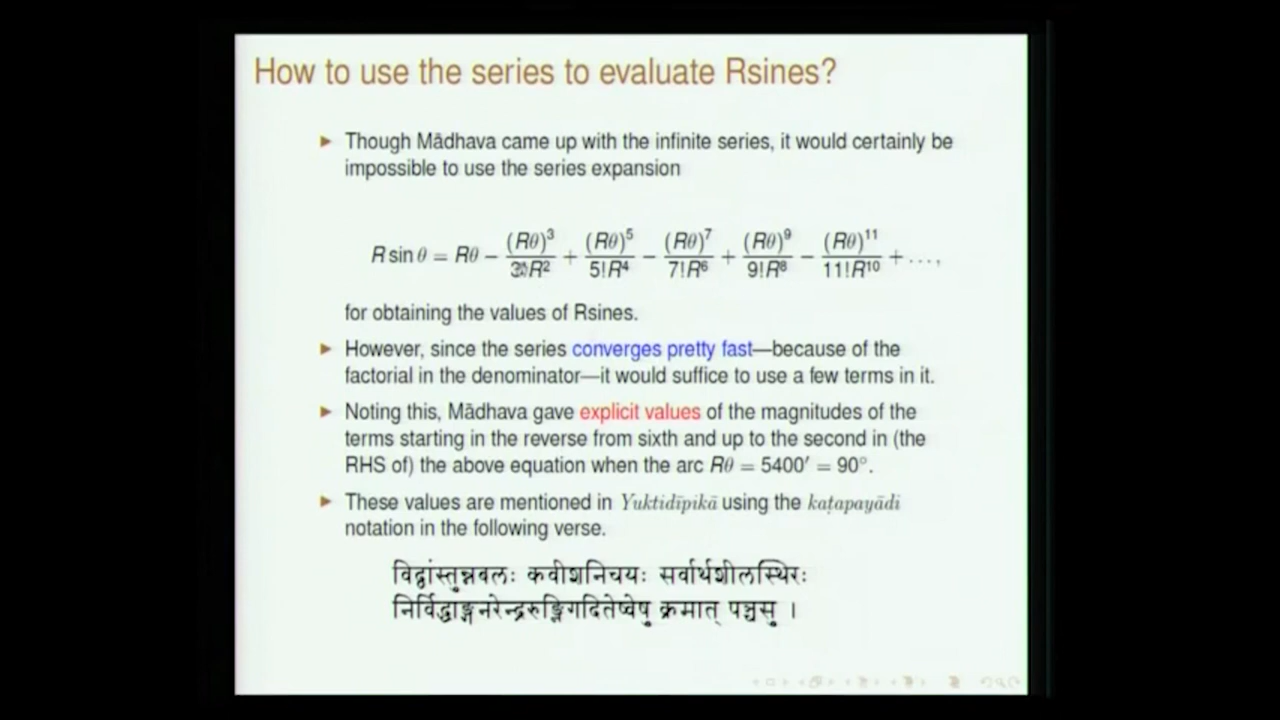 How to use the series to evaluate Rsines?
► Though Mādhava came up with the infinite series, it would certainly be
impossible to use the series expansion
R sin θ = Rθ − (Rθ)³/3!R² + (Rθ)⁵/5!R⁴ − (Rθ)⁷/7!R⁶ + (Rθ)⁹/9!R⁸ − (Rθ)¹¹/11!R¹⁰ + ...,
for obtaining the values of Rsines.
► However, since the series converges pretty fast—because of the
factorial in the denominator—it would suffice to use a few terms in it.
► Noting this, Mādhava gave explicit values of the magnitudes of the
terms starting in the reverse from sixth and up to the second in (the
RHS of) the above equation when the arc Rθ = 5400′ = 90°.
► These values are mentioned in Yuktidīpikā using the kaṭapayādi
notation in the following verse.
विद्वांस्तुन्नबलः कवीशनिचयः सर्वार्थशीलस्थिरः
निर्विद्धाङ्गनरेन्द्ररुङ्निगदितेष्वेषु क्रमात् पञ्चसु ।